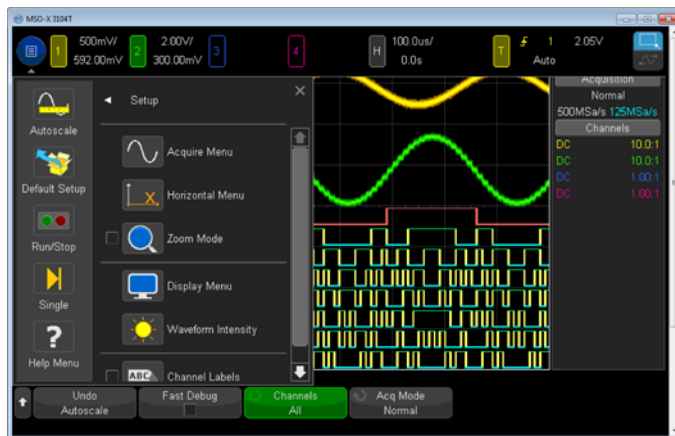 MSO-X 3104T
1
500mV/
592.00mV
2
2.00V/
300.00mV
3
4
H
100.0us/
0.0s
T
1
Auto
2.05V
Autoscale
Default Setup
Run/Stop
Single
?
Help Menu
Setup
Acquire Menu
X
Horizontal Menu
Zoom Mode
Display Menu
Waveform Intensity
ABC
Channel Labels
Acquisition
Normal
500MSa/s 125MSa/s
Channels
DC 10.0:1
DC 10.0:1
DC 1.00:1
DC 1.00:1
Undo
Autoscale
Fast Debug
Channels
All
Acq Mode
Normal